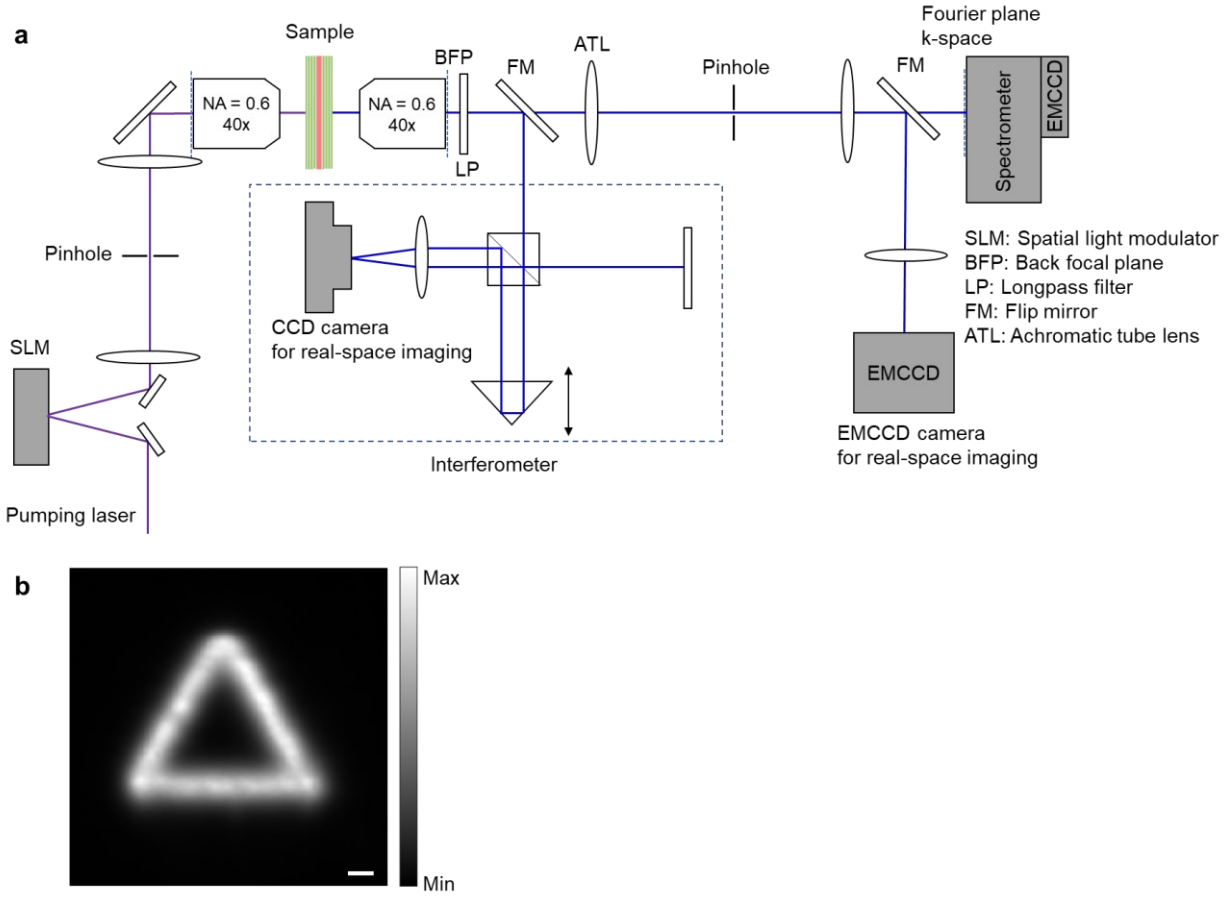 a
Sample
BFP
FM
ATL
Pinhole
Fourier plane
k-space
FM
NA = 0.6
40x
NA = 0.6
40x
LP
Spectrometer
EMCCD
Pinhole
SLM
Pumping laser
CCD camera
for real-space imaging
Interferometer
SLM: Spatial light modulator
BFP: Back focal plane
LP: Longpass filter
FM: Flip mirror
ATL: Achromatic tube lens
EMCCD
EMCCD camera
for real-space imaging
b
Max
Min